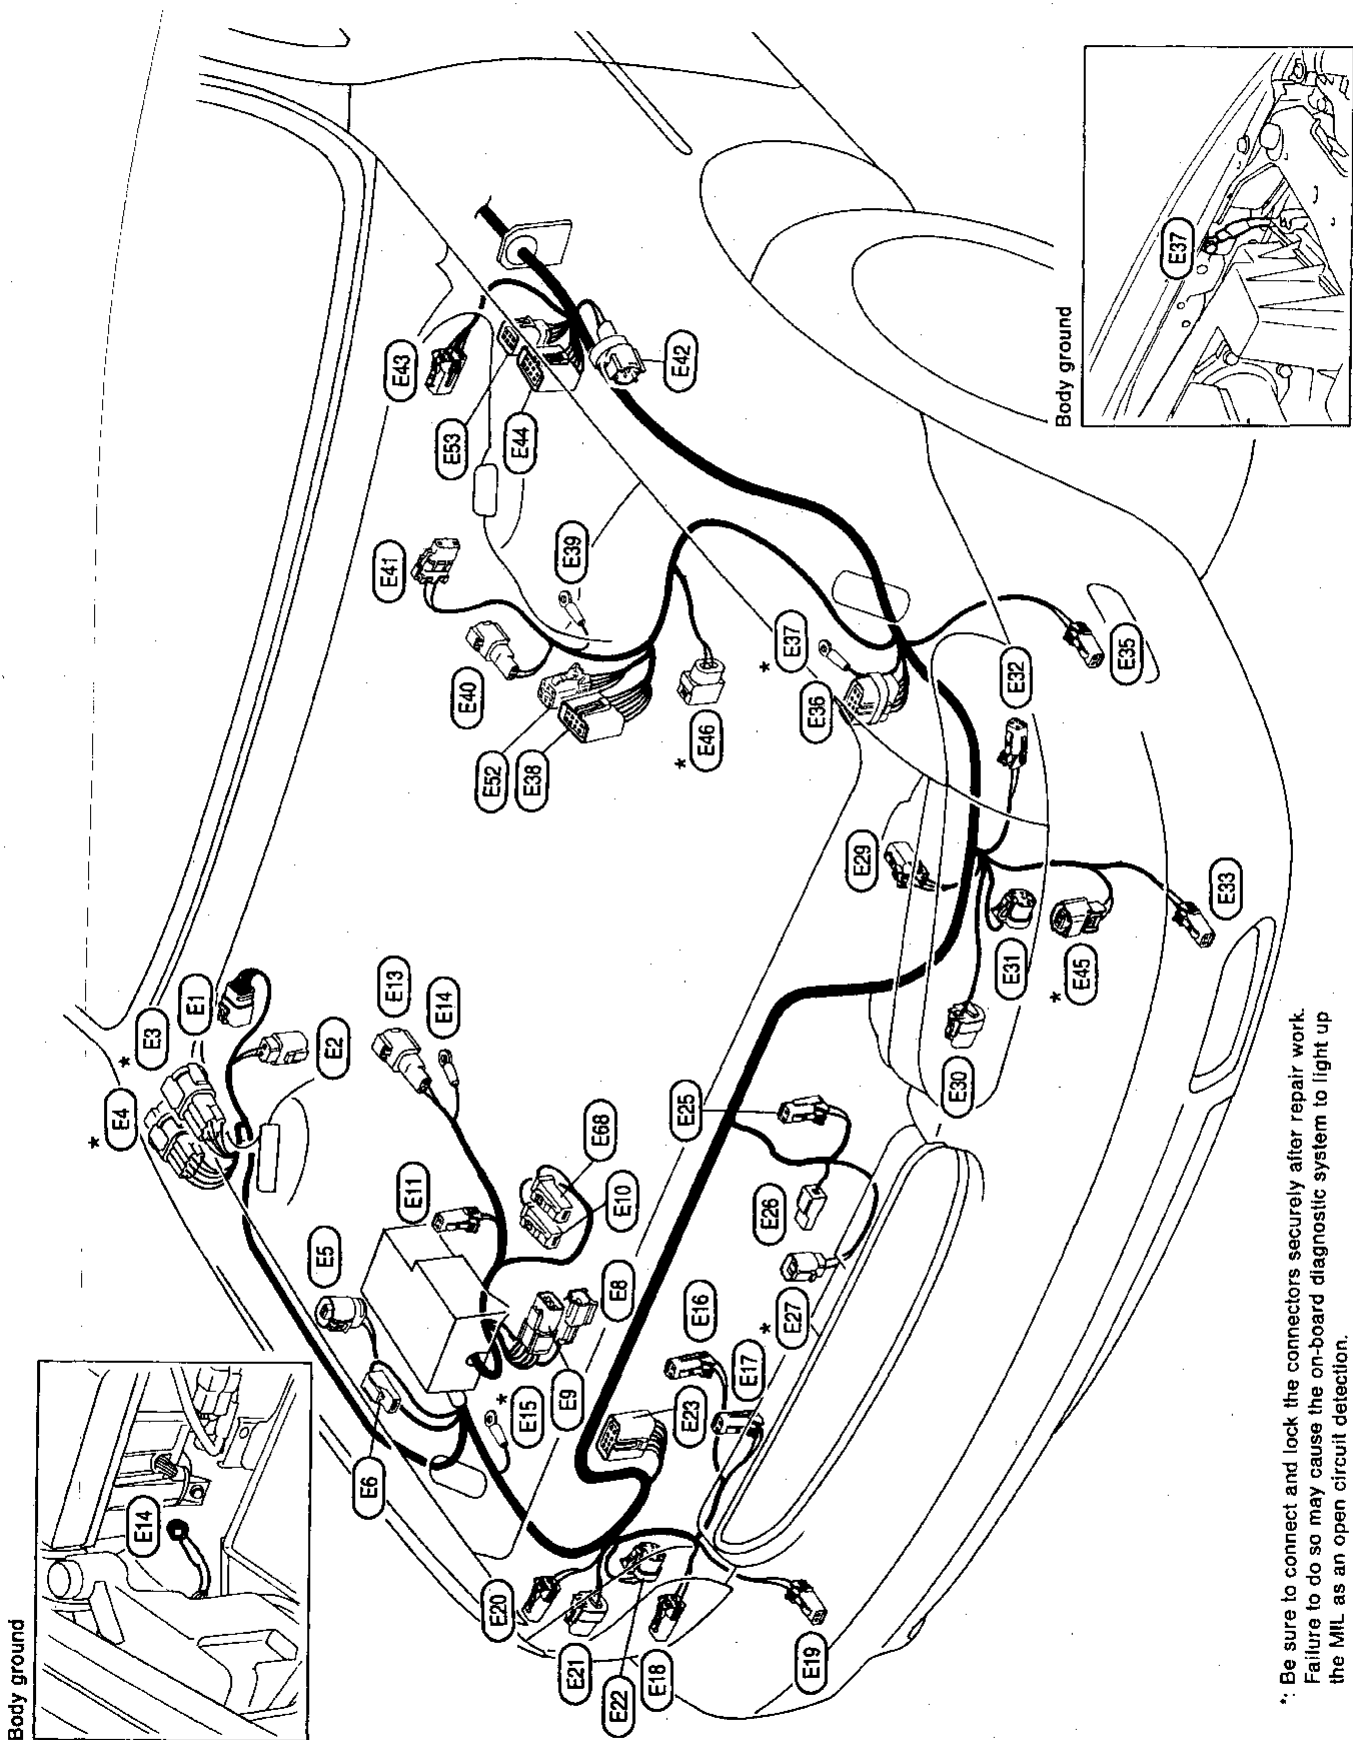 Body ground
* E4
E14
* E3
E1
E5
E2
E6
E13
E41
E43
E11
E14
E53
E40
E52
E20
E44
* E15
E38
E9
E39
E21
E68
E8
E22
E10
E18
E42
E23
E25
E16
* E46
E17
E26
* E37
* E27
E19
E36
E29
E30
E31
E32
Body ground
* E45
E35
E37
E33
*: Be sure to connect and lock the connectors securely after repair work.
Failure to do so may cause the on-board diagnostic system to light up
the MIL as an open circuit detection.